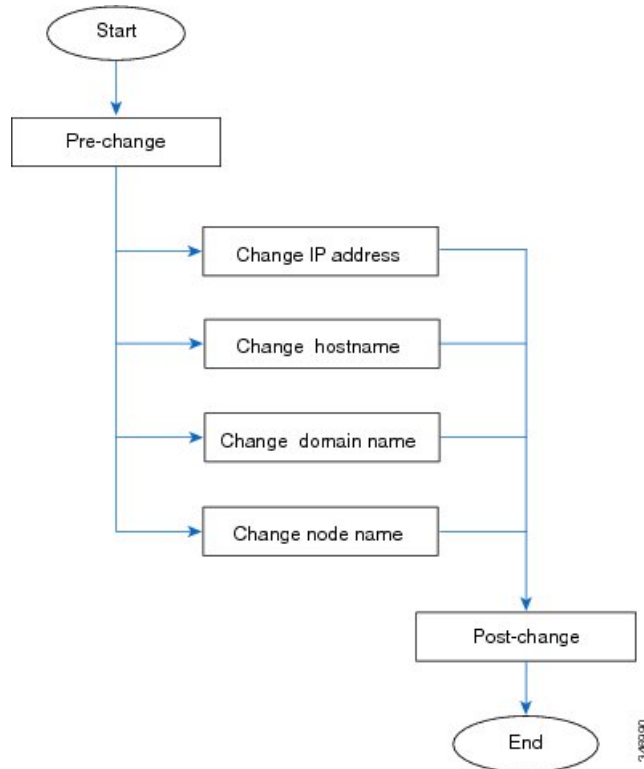 Start
Pre-change
Change IP address
Change hostname
Change domain name
Change node name
Post-change
End